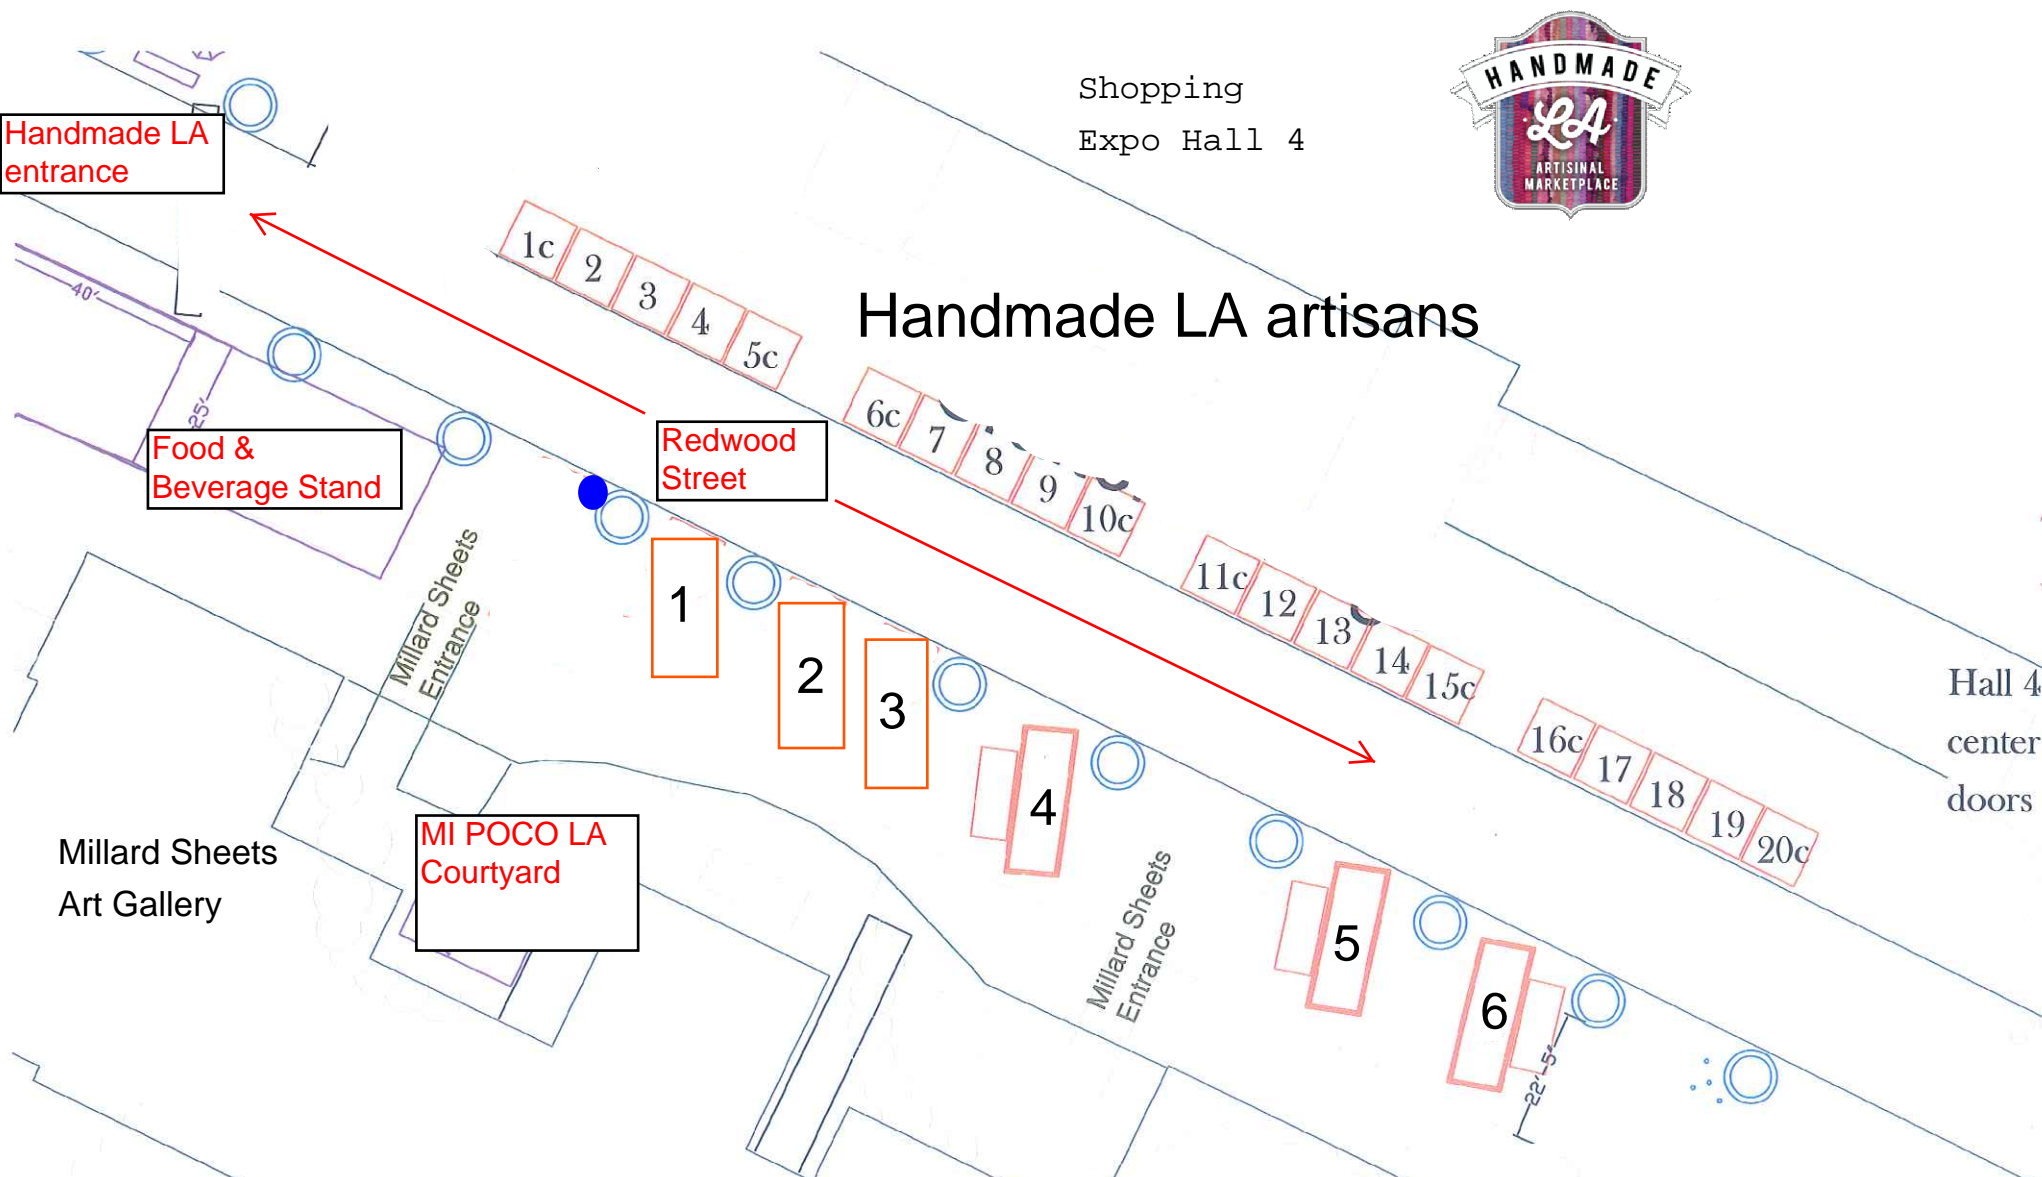 Shopping
Expo Hall 4
HANDMADE
LA
ARTISINAL
MARKETPLACE
Handmade LA
entrance
1c
2
3
4
5c
40'
Handmade LA artisans
25'
6c
7
8
9
10c
Food &
Beverage Stand
Redwood
Street
Millard Sheets
Entrance
11c
12
13
14
15c
1
2
3
4
5
6
16c
17
18
19
20c
Hall 4
center
doors
Millard Sheets
Art Gallery
MI POCO LA
Courtyard
Millard Sheets
Entrance
22'-5"